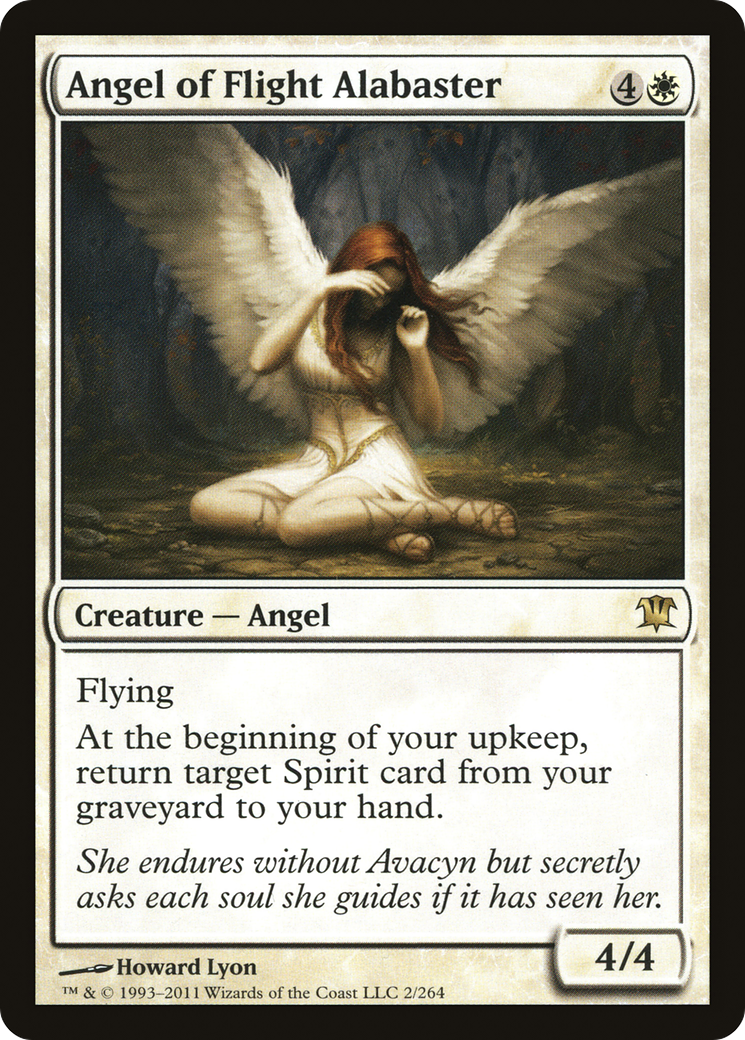 Angel of Flight Alabaster 4
Creature — Angel
Flying
At the beginning of your upkeep,
return target Spirit card from your
graveyard to your hand.
She endures without Avacyn but secretly
asks each soul she guides if it has seen her.
4/4
Howard Lyon
™ & © 1993–2011 Wizards of the Coast LLC 2/264